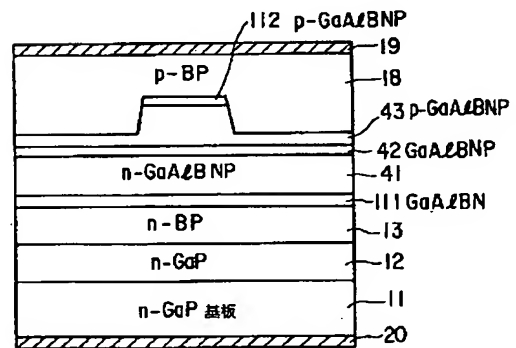 112 p-GaAℓBNP
19
p-BP
18
43 p-GaAℓBNP
42 GaAℓBNP
n-GaAℓBNP
41
111 GaAℓBN
n-BP
13
n-GaP
12
n-GaP 基板
11
20